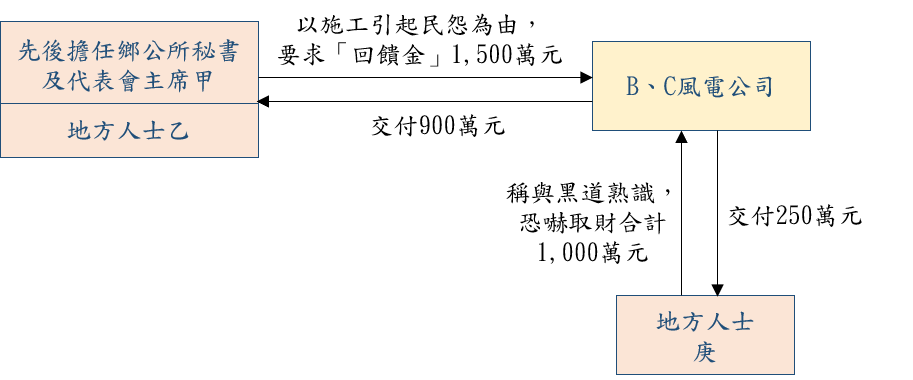 以施工引起民怨為由，
要求「回饋金」1,500萬元
先後擔任鄉公所秘書
及代表會主席甲
地方人士乙
B、C風電公司
交付900萬元
稱與黑道熟識，
恐嚇取財合計
1,000萬元
交付250萬元
地方人士
庚